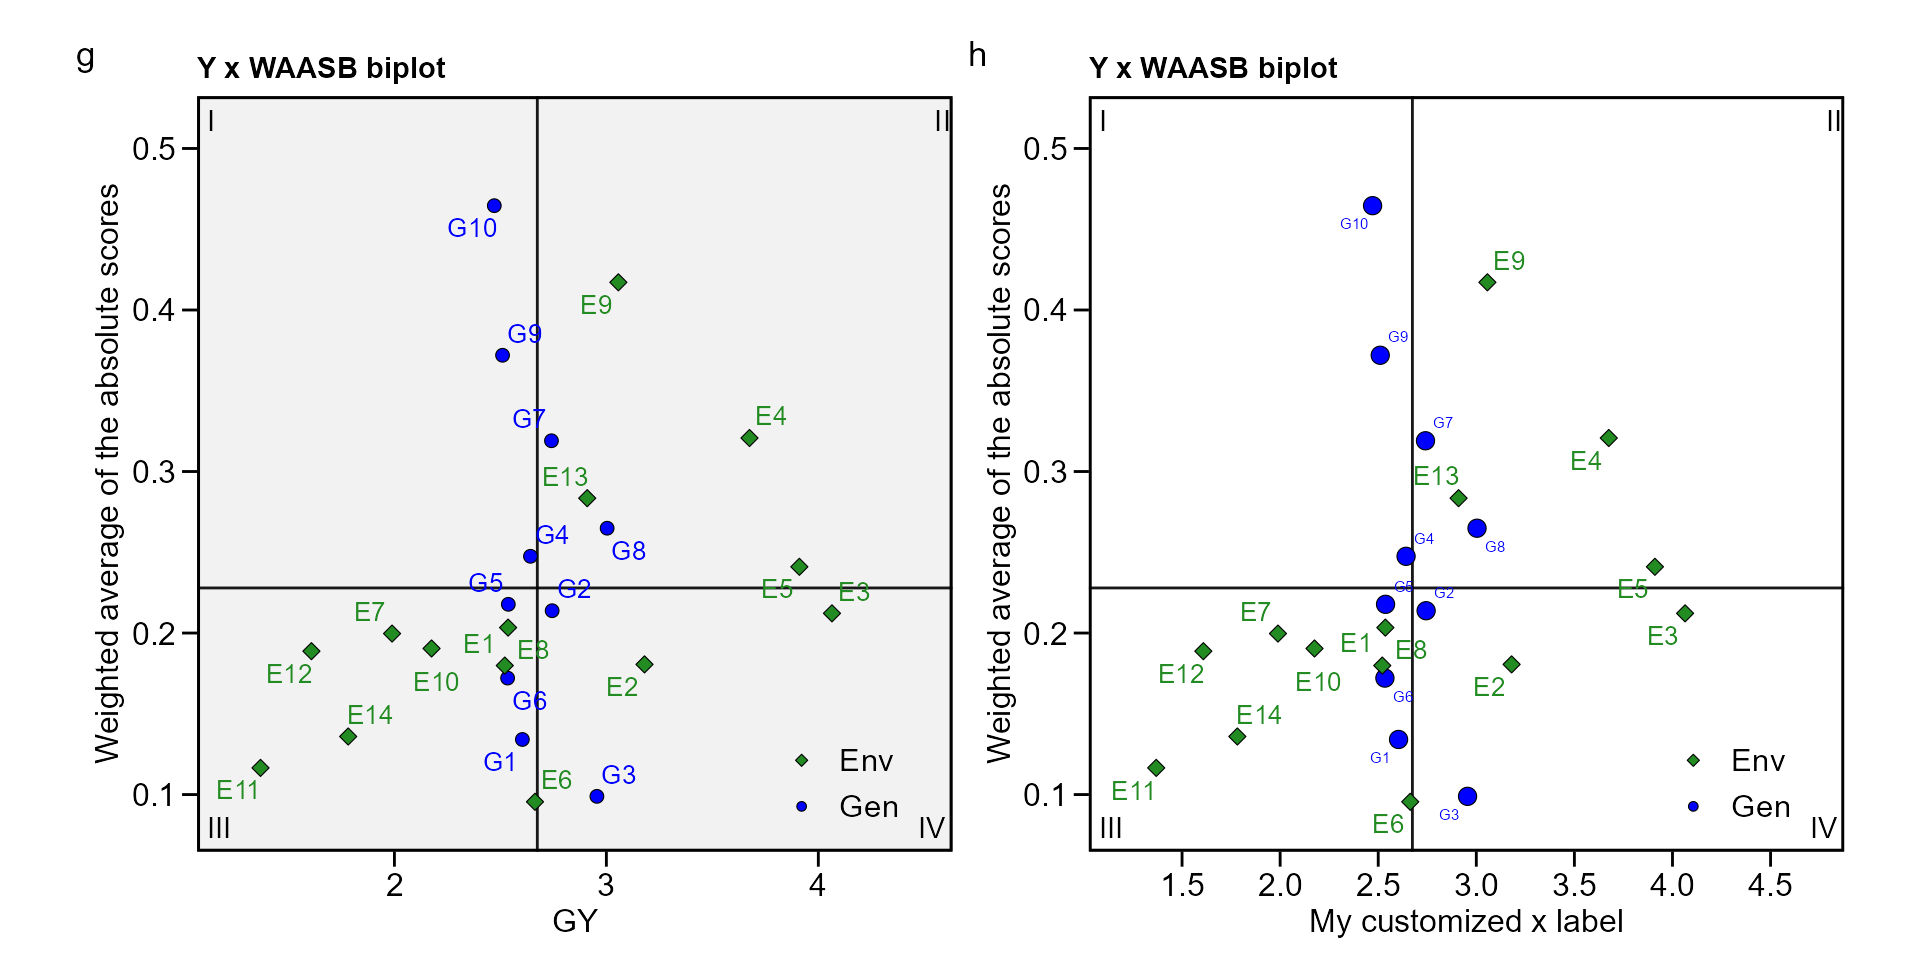 g
Y x WAASB biplot
I
II
0.5
G10
E9
0.4
G9
G7
E4
0.3
E13
G4
G8
G5
G2
E5
E3
E7
0.2
E1
E8
E12
E10
E2
G6
E14
G1
E6
G3
Env
E11
0.1
Gen
III
IV
2
3
4
GY
Weighted average of the absolute scores
h
Y x WAASB biplot
I
II
0.5
G10
E9
0.4
G9
G7
E4
0.3
E13
G4
G8
G5
G2
E5
E7
0.2
E1
E8
E3
E12
E10
E2
G6
E14
G1
Env
E11
0.1
Gen
G3
E6
III
IV
1.5
2.0
2.5
3.0
3.5
4.0
4.5
My customized x label
Weighted average of the absolute scores